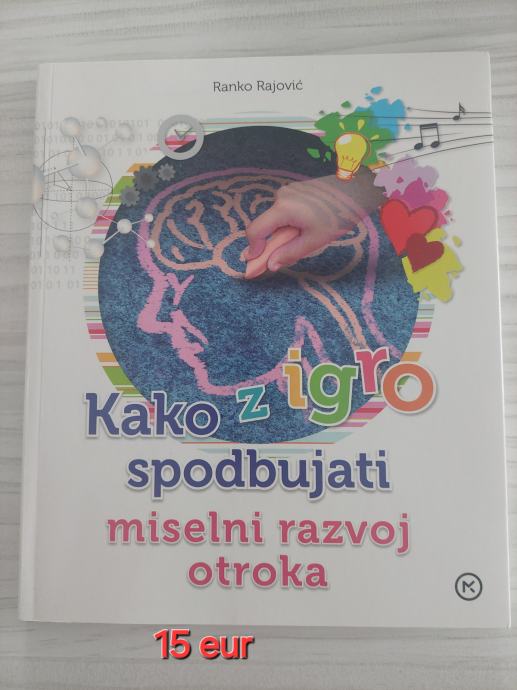 Ranko Rajović
Kako z igro
spodbujati
miselni razvoj
otroka
15 eur